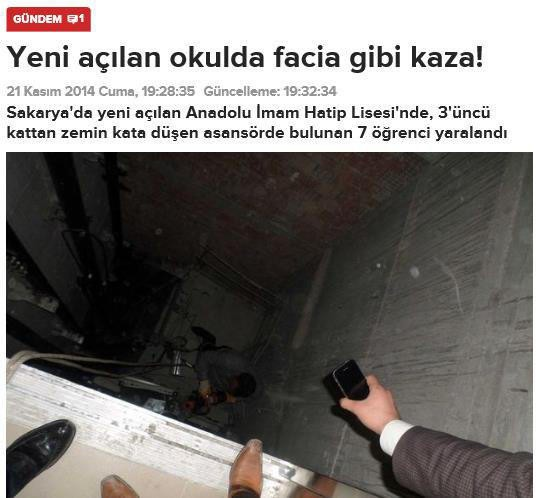 GÜNDEM 1
Yeni açılan okulda facia gibi kaza!
21 Kasım 2014 Cuma, 19:28:35 Güncelleme: 19:32:34
Sakarya'da yeni açılan Anadolu İmam Hatip Lisesi'nde, 3'üncü
kattan zemin kata düşen asansörde bulunan 7 öğrenci yaralandı